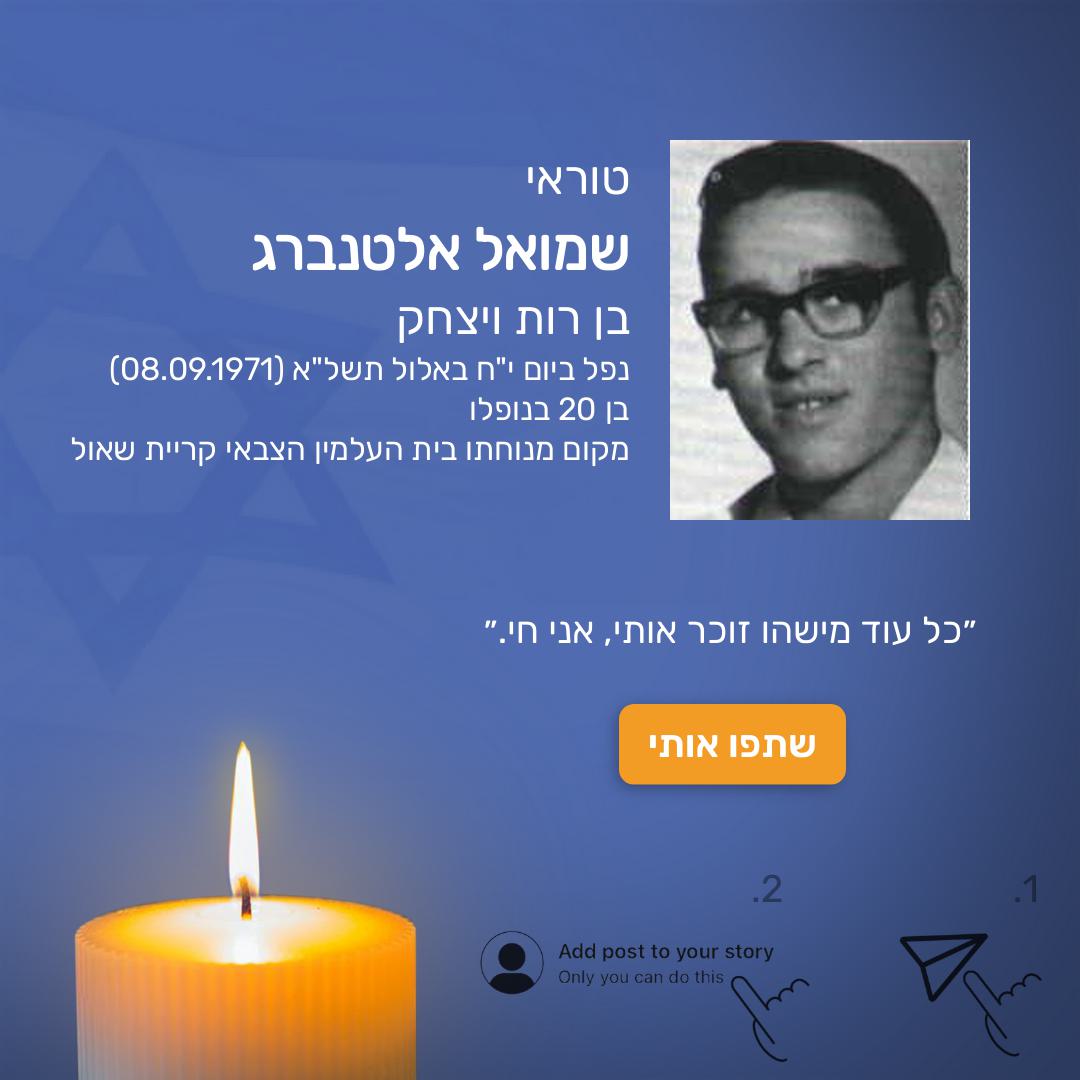 טוראי
שמואל אלטנברג
בן רות ויצחק
נפל ביום י"ח באלול תשל"א (08.09.1971)
בן 20 בנופלו
מקום מנוחתו בית העלמין הצבאי קריית שאול
״כל עוד מישהו זוכר אותי, אני חי.״
שתפו אותי
1.
2.
Add post to your story
Only you can do this